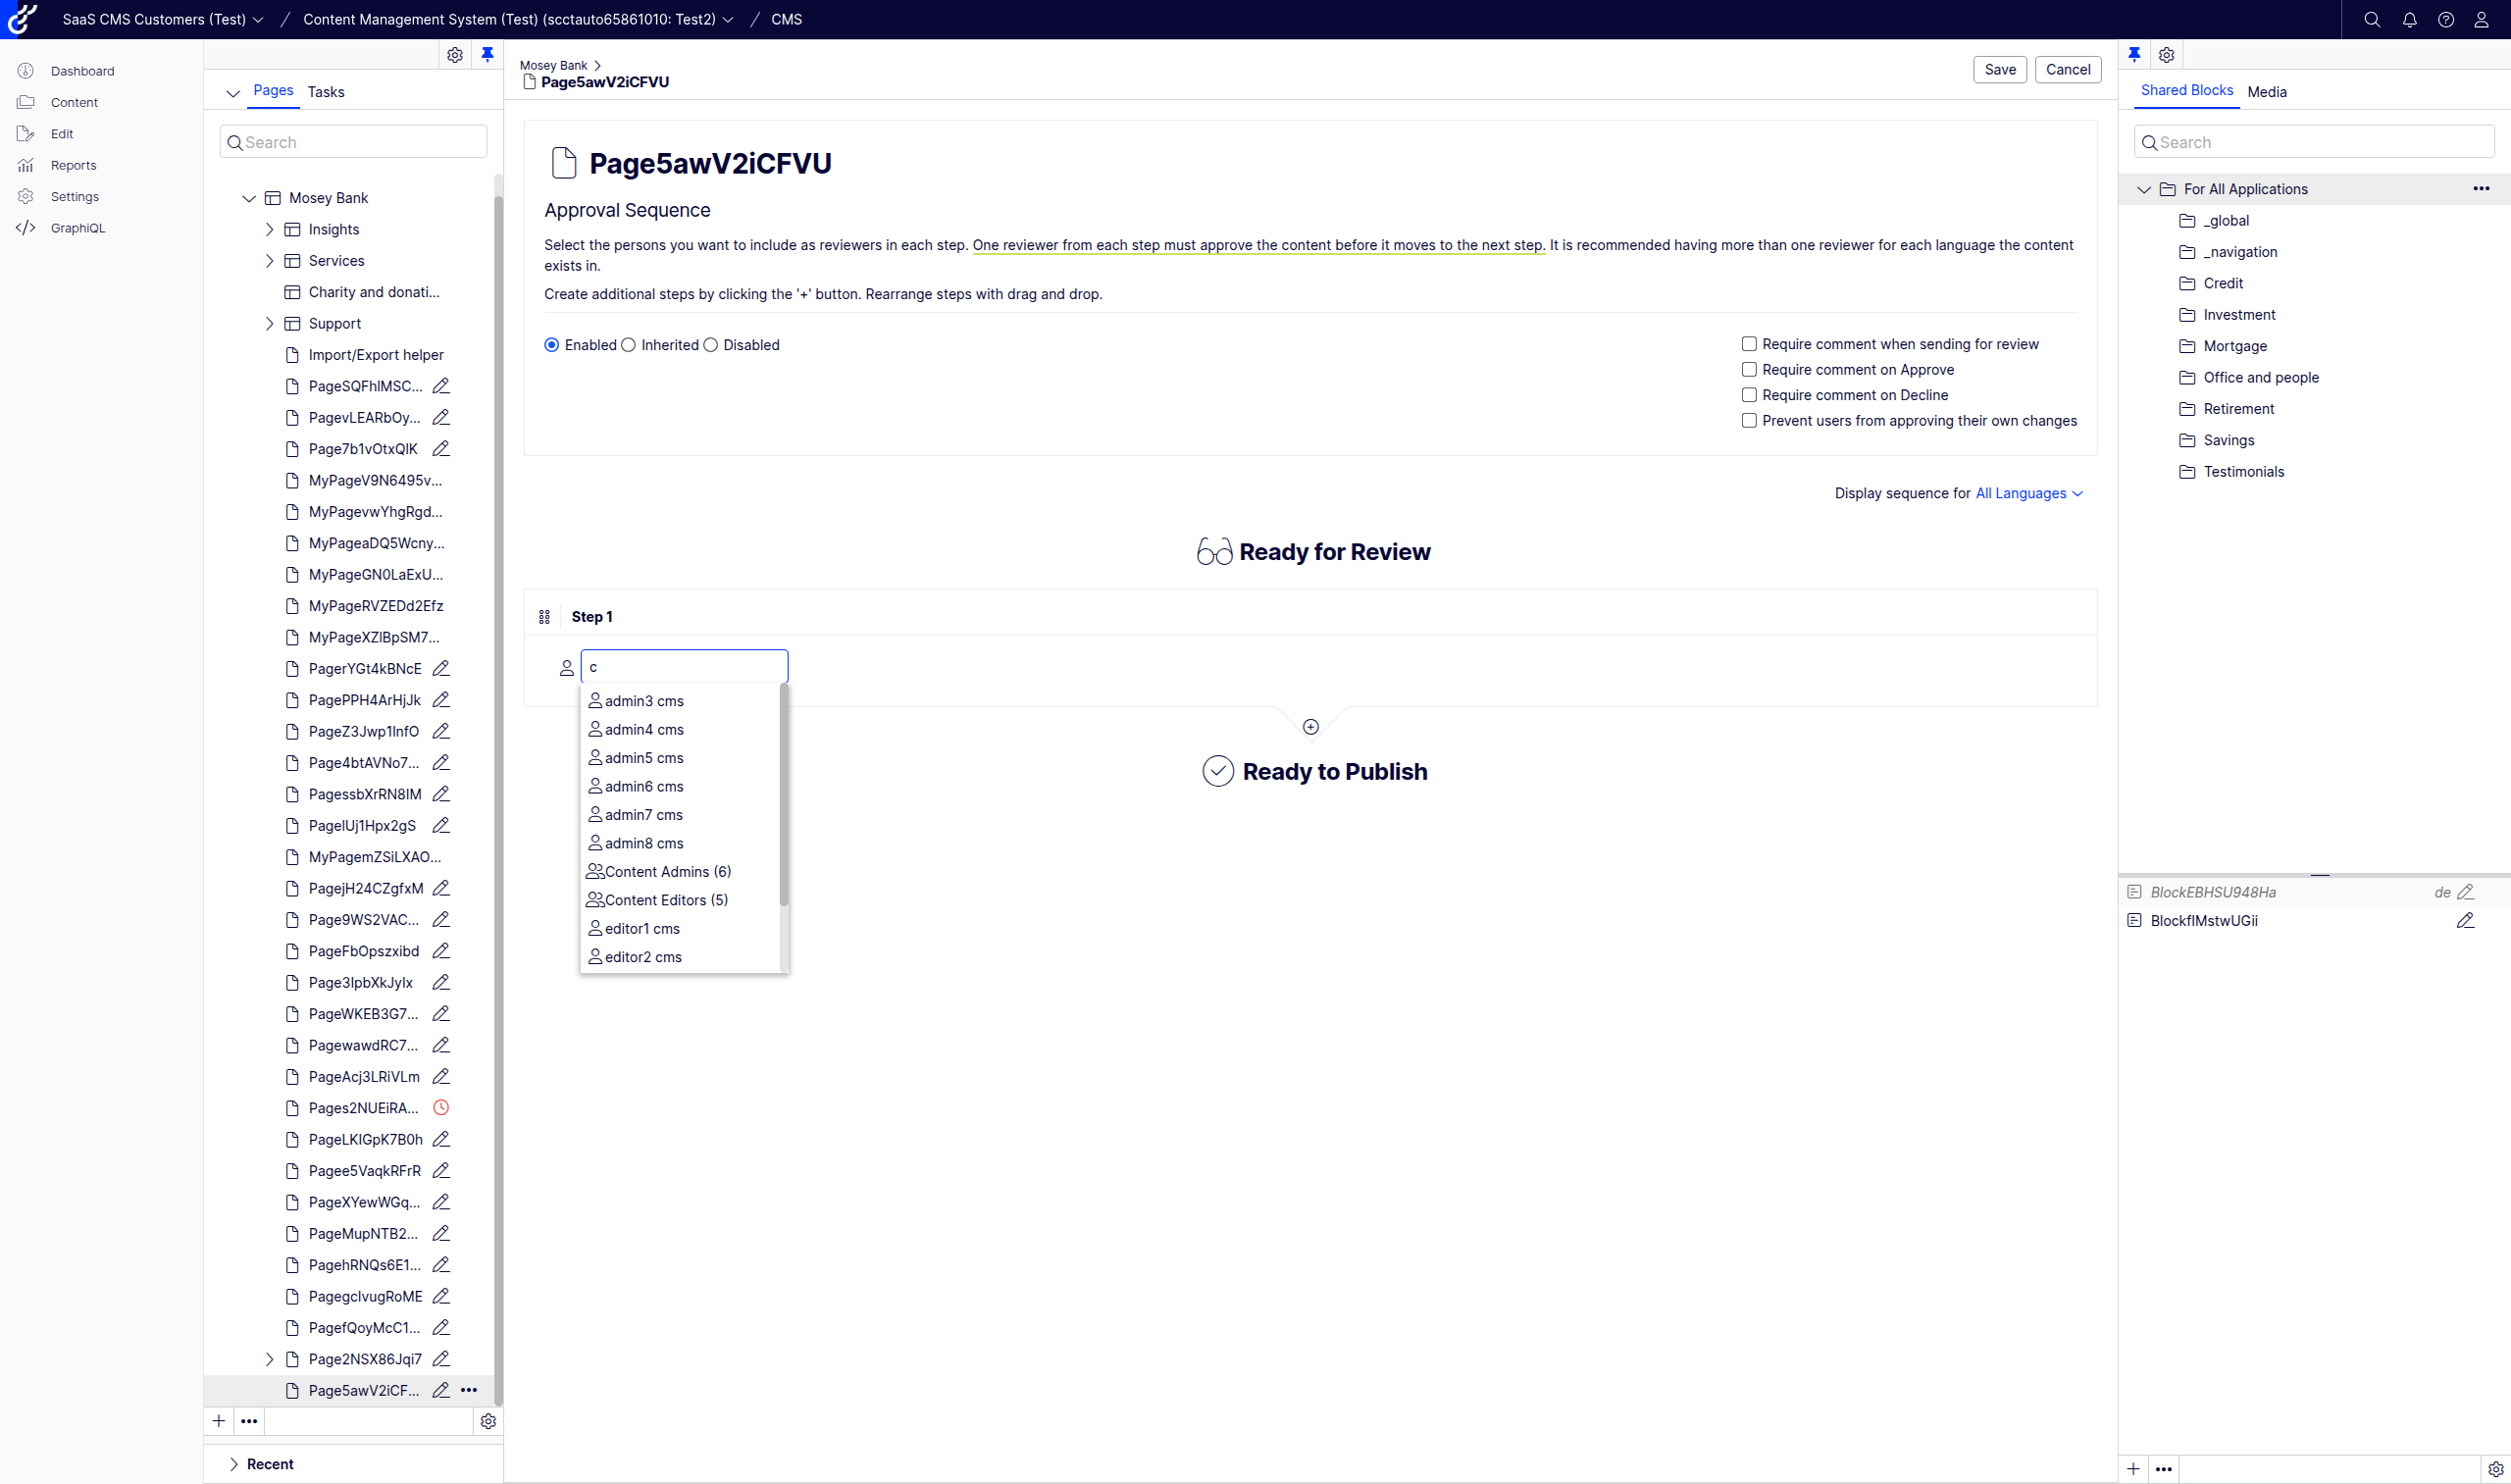 SaaS CMS Customers (Test) / Content Management System (Test) (scctauto65861010: Test2) / CMS
Dashboard
Content
Edit
Reports
Settings
GraphiQL
Pages Tasks
Search
Mosey Bank
Insights
Services
Charity and donati...
Support
Import/Export helper
PageSQFhIMSC...
PagevLEARbOy...
Page7b1vOtxQIK
MyPageV9N6495v...
MyPagevwYhgRgd...
MyPageaDQ5Wcny...
MyPageGN0LaExU...
MyPageRVZEDd2Efz
MyPageXZIBpSM7...
PagerYGt4kBNcE
PagePPH4ArHjJk
PageZ3Jwp1InfO
Page4btAVNo7...
PagessbXrRN8IM
PageIUj1Hpx2gS
MyPagemZSiLXAO...
PagejH24CZgfxM
Page9WS2VAC...
PageFbOpszxibd
Page3IpbXkJyIx
PageWKEB3G7...
PagewawdRC7...
PageAcj3LRiVLm
Pages2NUEiRA...
PageLKIGpK7B0h
Pagee5VaqkRFrR
PageXYewWGq...
PageMupNTB2...
PagehRNQs6E1...
PagegcIvugRoME
PagefQoyMcC1...
Page2NSX86Jqi7
Page5awV2iCF...
Recent
Mosey Bank
Page5awV2iCFVU
Save Cancel
Page5awV2iCFVU
Approval Sequence
Select the persons you want to include as reviewers in each step. One reviewer from each step must approve the content before it moves to the next step. It is recommended having more than one reviewer for each language the content
exists in.
Create additional steps by clicking the '+' button. Rearrange steps with drag and drop.
Enabled Inherited Disabled
Require comment when sending for review
Require comment on Approve
Require comment on Decline
Prevent users from approving their own changes
Display sequence for All Languages
Ready for Review
Step 1
c
admin3 cms
admin4 cms
admin5 cms
admin6 cms
admin7 cms
admin8 cms
Content Admins (6)
Content Editors (5)
editor1 cms
editor2 cms
Ready to Publish
Shared Blocks Media
Search
For All Applications
_global
_navigation
Credit
Investment
Mortgage
Office and people
Retirement
Savings
Testimonials
BlockEBHSU948Ha de
BlockflMstwUGii